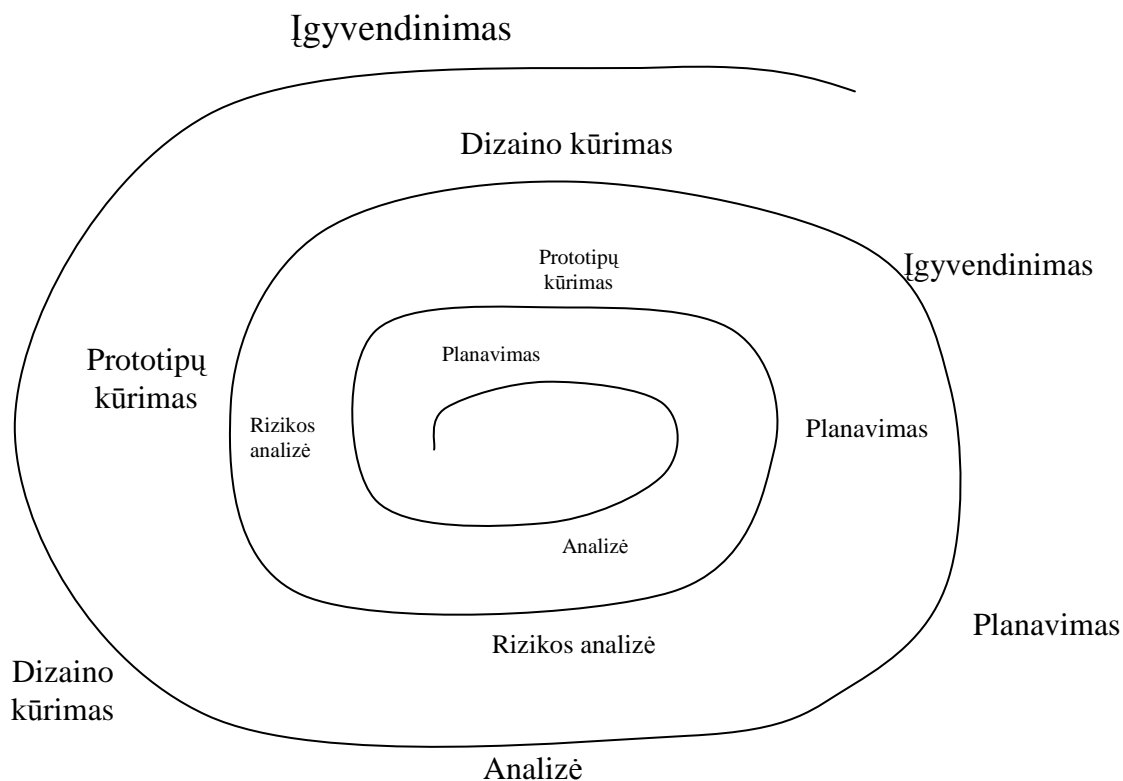 Įgyvendinimas
Dizaino kūrimas
Prototipų
kūrimas
Įgyvendinimas
Planavimas
Prototipų
kūrimas
Rizikos
analizė
Planavimas
Analizė
Planavimas
Rizikos analizė
Dizaino
kūrimas
Analizė